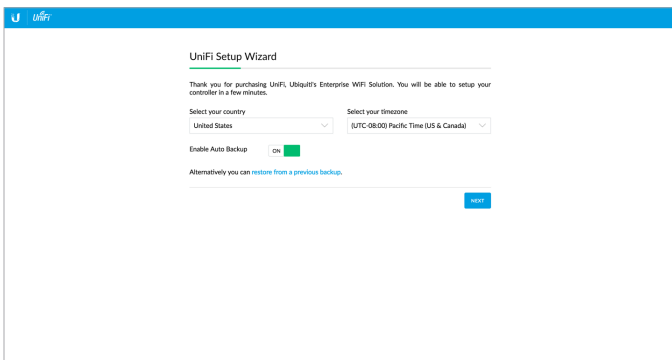 U UniFi
UniFi Setup Wizard
Thank you for purchasing UniFi, Ubiquiti's Enterprise WiFi Solution. You will be able to setup your
controller in a few minutes.
Select your country Select your timezone
United States (UTC-08:00) Pacific Time (US & Canada)
Enable Auto Backup ON
Alternatively you can restore from a previous backup.
NEXT